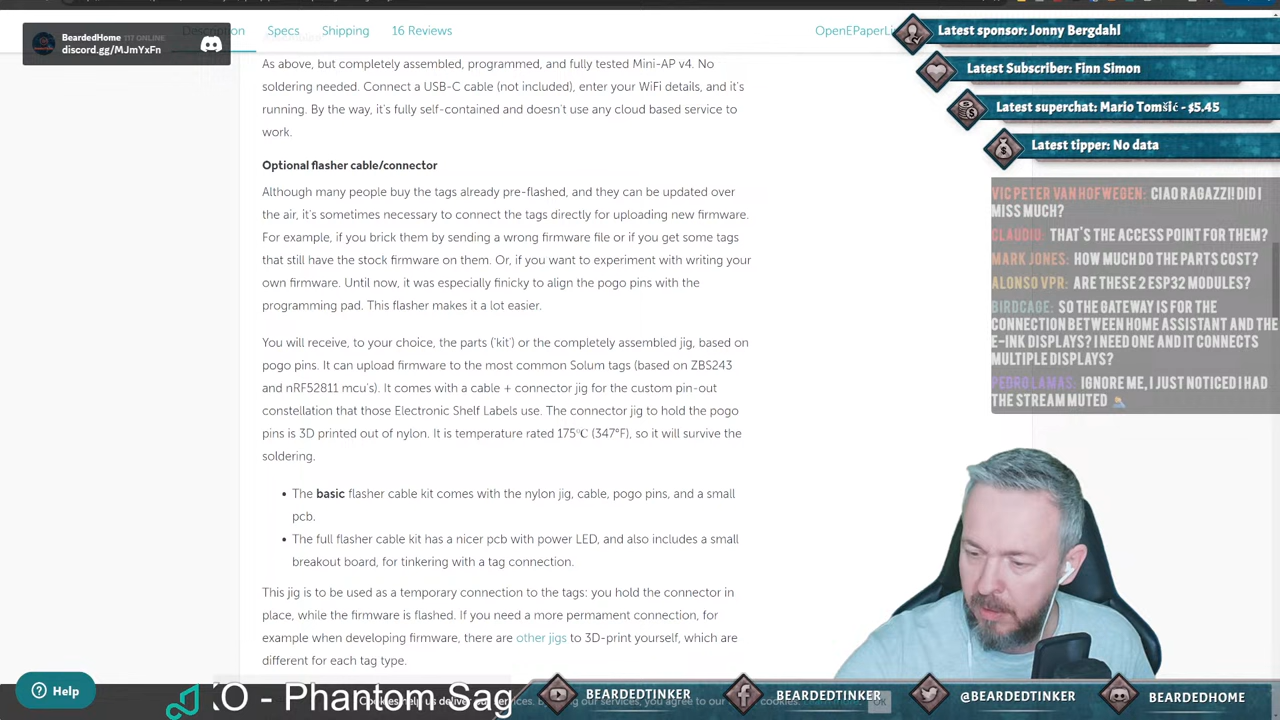 BeardedHome 117 ONLINE
discord.gg/MJmYxFn
Description
Specs
Shipping
16 Reviews
As above, but completely assembled, programmed, and fully tested Mini-AP v4. No
soldering needed. Connect a USB-C cable (not included), enter your WiFi details, and it's
running. By the way, it's fully self-contained and doesn't use any cloud based service to
work.
Optional flasher cable/connector
Although many people buy the tags already pre-flashed, and they can be updated over
the air, it's sometimes necessary to connect the tags directly for uploading new firmware.
For example, if you brick them by sending a wrong firmware file or if you get some tags
that still have the stock firmware on them. Or, if you want to experiment with writing your
own firmware. Until now, it was especially finicky to align the pogo pins with the
programming pad. This flasher makes it a lot easier.
You will receive, to your choice, the parts ('kit') or the completely assembled jig, based on
pogo pins. It can upload firmware to the most common Solum tags (based on ZBS243
and nRF52811 mcu's). It comes with a cable + connector jig for the custom pin-out
constellation that those Electronic Shelf Labels use. The connector jig to hold the pogo
pins is 3D printed out of nylon. It is temperature rated 175℃ (347°F), so it will survive the
soldering.
• The basic flasher cable kit comes with the nylon jig, cable, pogo pins, and a small
pcb.
• The full flasher cable kit has a nicer pcb with power LED, and also includes a small
breakout board, for tinkering with a tag connection.
This jig is to be used as a temporary connection to the tags: you hold the connector in
place, while the firmware is flashed. If you need a more permament connection, for
example when developing firmware, there are other jigs to 3D-print yourself, which are
different for each tag type.
Latest sponsor: Jonny Bergdahl
Latest Subscriber: Finn Simon
Latest superchat: Mario Tomšić - $5.45
Latest tipper: No data
VIC PETER VAN HOFWEGEN: CIAO RAGAZZI! DID I
MISS MUCH?
CLAUDIU: THAT'S THE ACCESS POINT FOR THEM?
MARK JONES: HOW MUCH DO THE PARTS COST?
ALONSO VPR: ARE THESE 2 ESP32 MODULES?
BIRDCAGE: SO THE GATEWAY IS FOR THE
CONNECTION BETWEEN HOME ASSISTANT AND THE
E-INK DISPLAYS? I NEED ONE AND IT CONNECTS
MULTIPLE DISPLAYS?
PEDRO LAMAS: IGNORE ME, I JUST NOTICED I HAD
THE STREAM MUTED
Help
O - Phantom Sag
OK
BEARDEDTINKER
BEARDEDTINKER
@BEARDEDTINKER
BEARDEDHOME